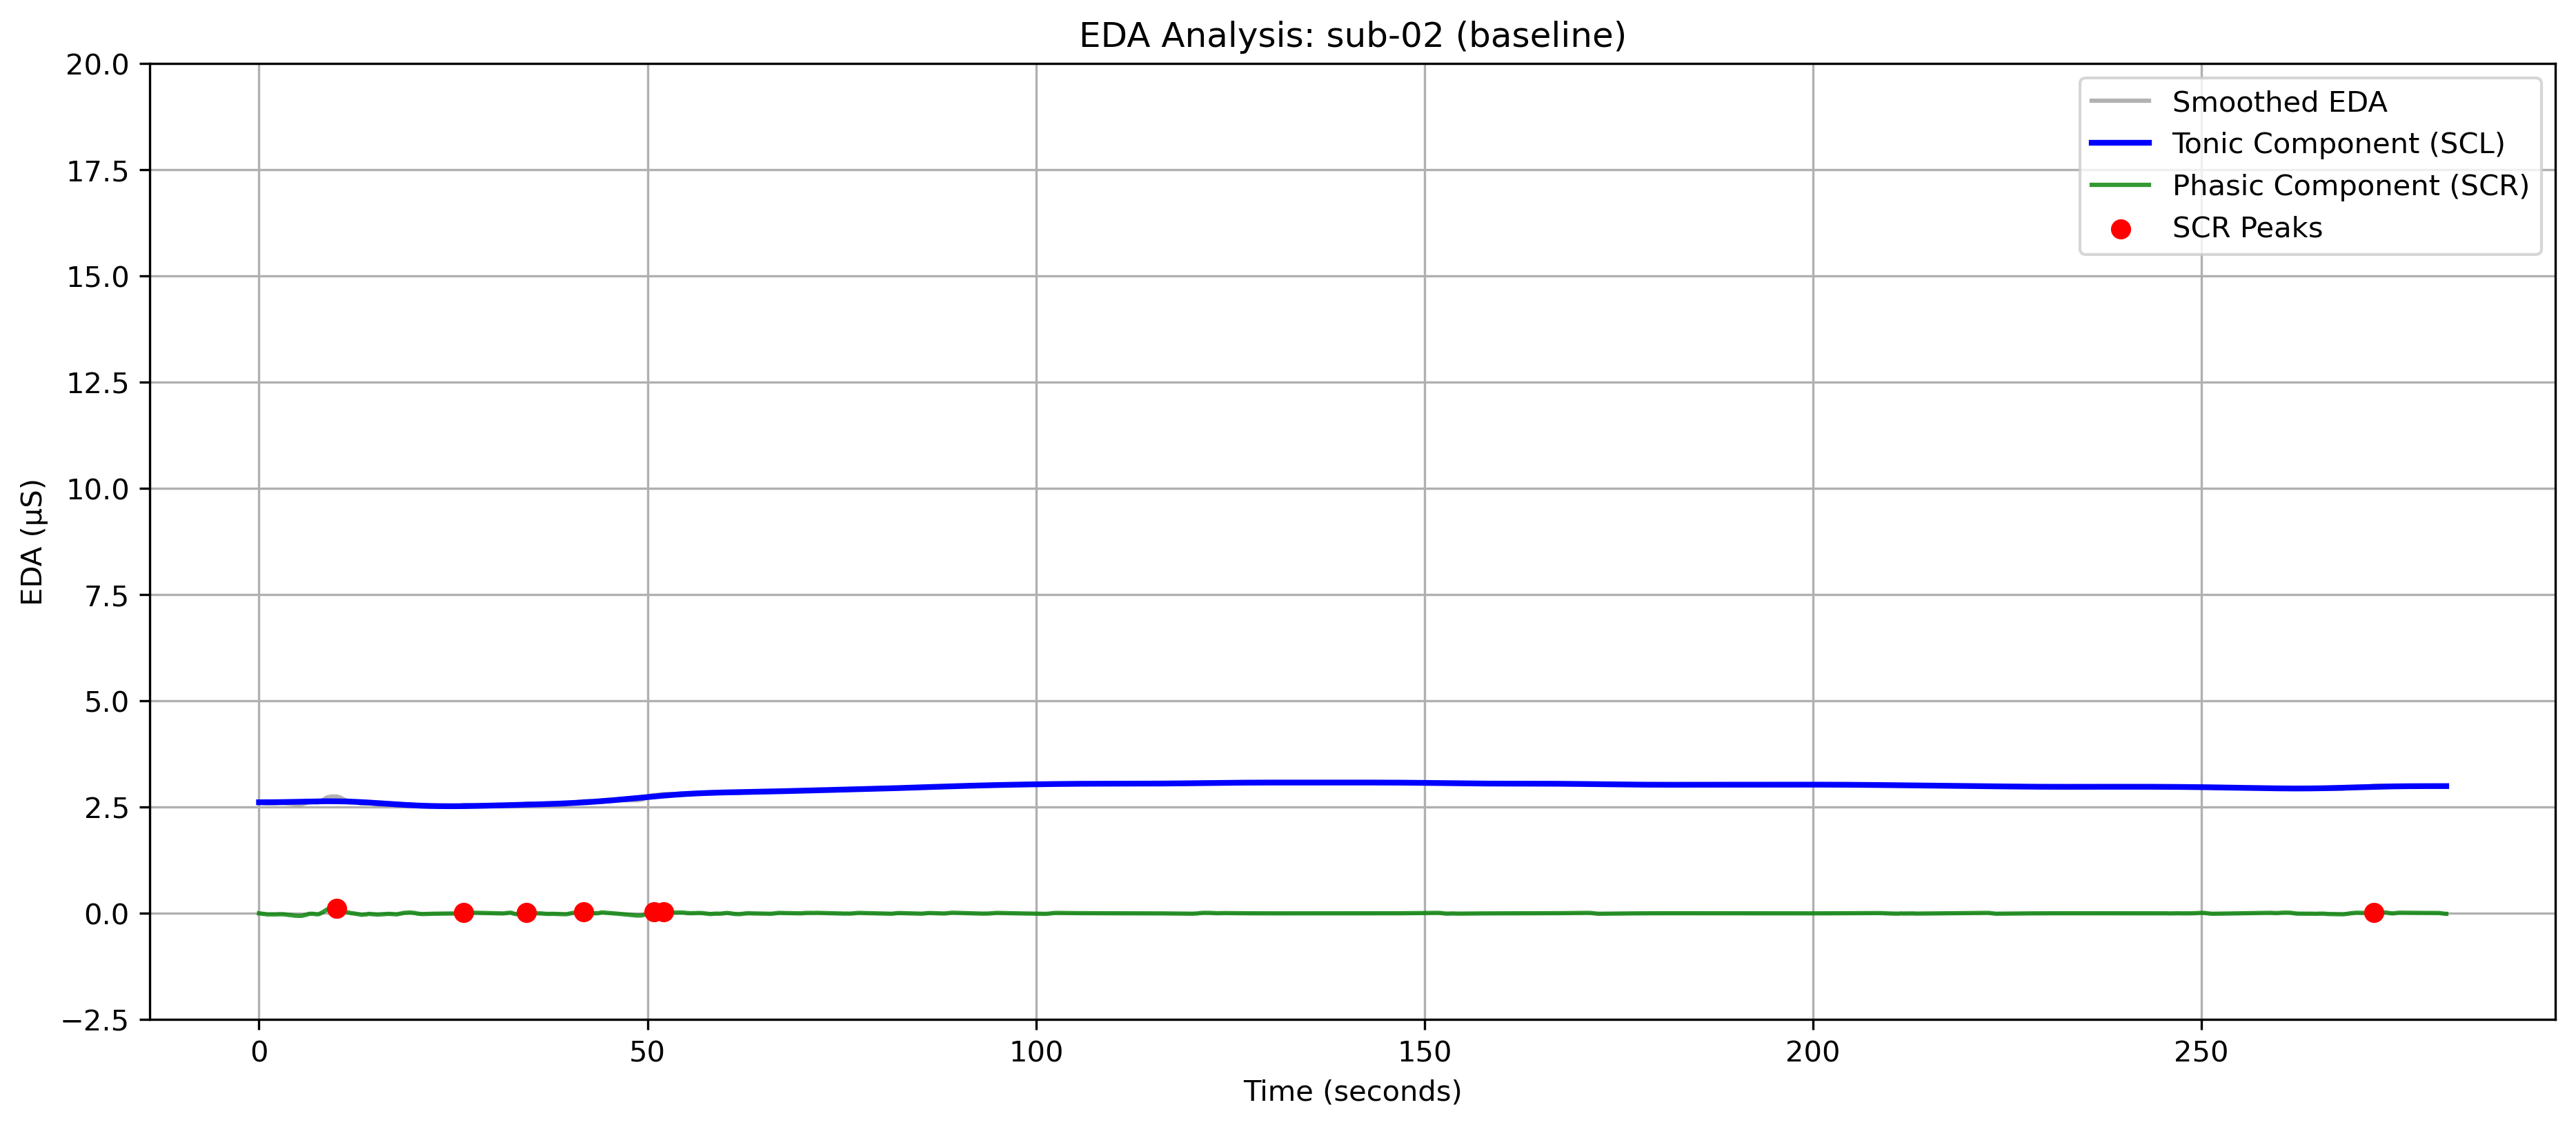 EDA Analysis: sub-02 (baseline)
20.0
17.5
15.0
12.5
10.0
7.5
5.0
2.5
0.0
−2.5
EDA (μS)
Smoothed EDA
Tonic Component (SCL)
Phasic Component (SCR)
SCR Peaks
0 50 100 150 200 250
Time (seconds)